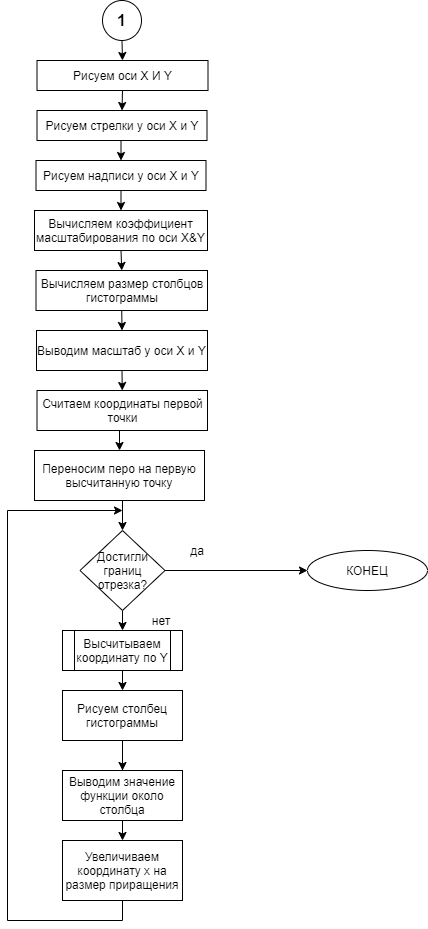 1
Рисуем оси X И Y
Рисуем стрелки у оси X и Y
Рисуем надписи у оси X и Y
Вычисляем коэффициент
масштабирования по оси X&Y
Вычисляем размер столбцов
гистограммы
Выводим масштаб у оси X и Y
Считаем координаты первой
точки
Переносим перо на первую
высчитанную точку
Достигли
границ
отрезка?
да
КОНЕЦ
нет
Высчитываем
координату по Y
Рисуем столбец
гистограммы
Выводим значение
функции около
столбца
Увеличиваем
координату x на
размер приращения